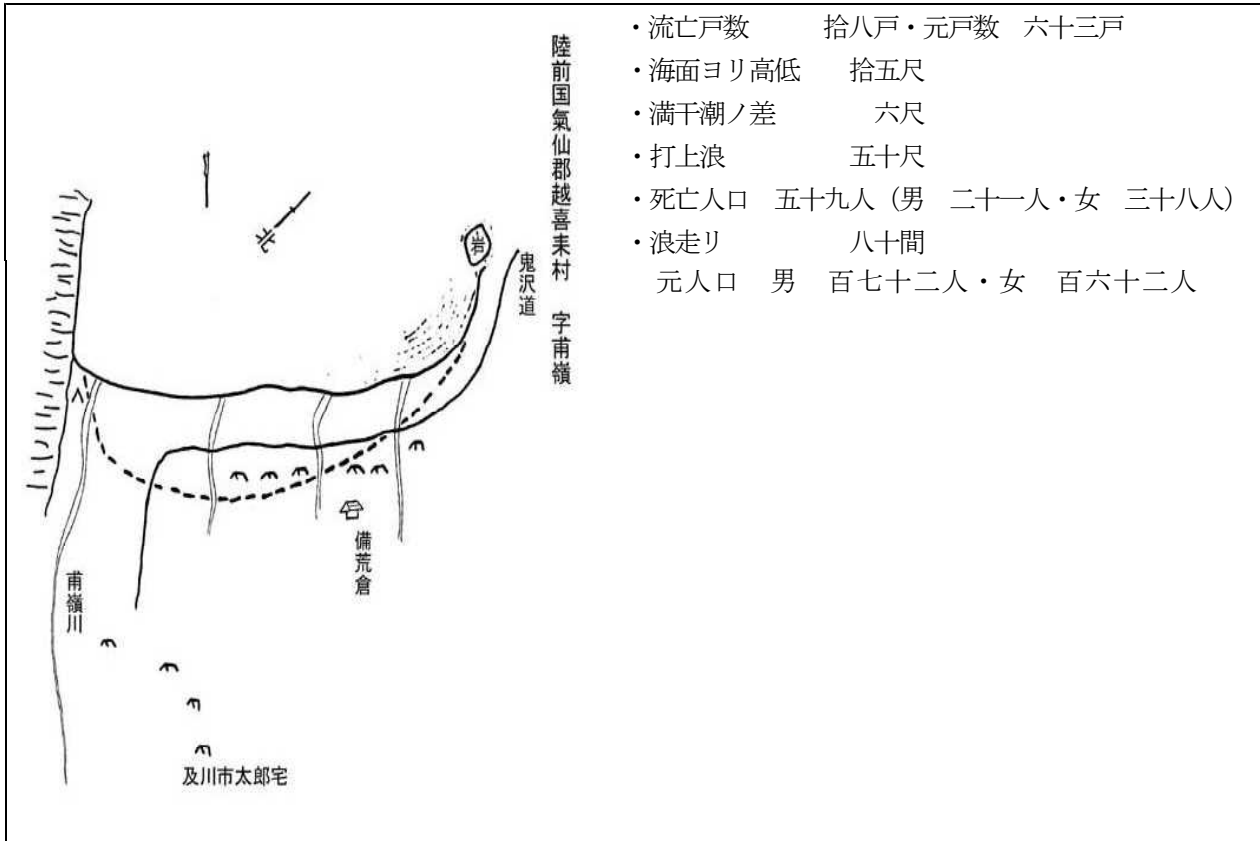 ・流亡戸数　　拾八戸・元戸数　六十三戸
・海面ヨリ高低　　拾五尺
・満干潮ノ差　　　　六尺
・打上浪　　　　　五十尺
・死亡人口　五十九人（男　二十一人・女　三十八人）
・浪走リ　　　　　八十間
元人口　男　百七十二人・女　百六十二人
陸前国氣仙郡越喜来村　字甫嶺
北
岩
鬼沢道
備荒倉
甫嶺川
及川市太郎宅